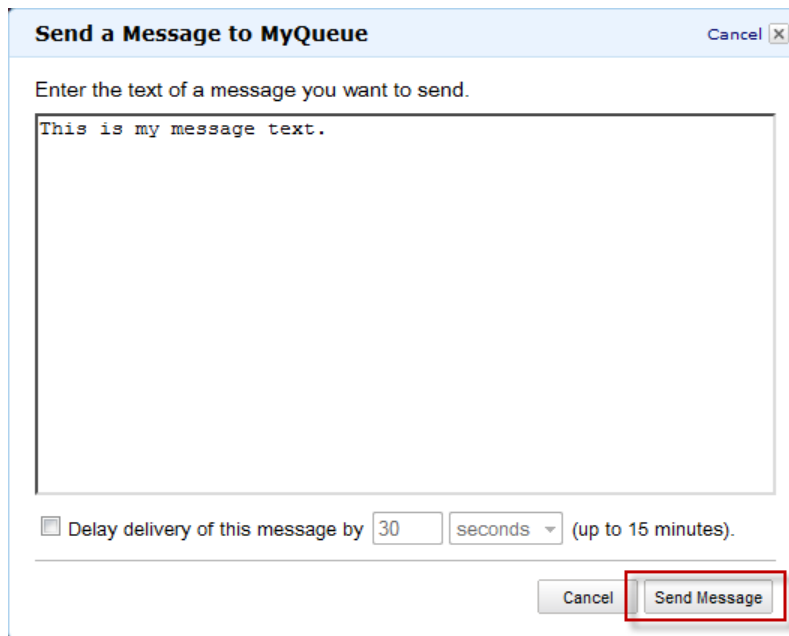 Send a Message to MyQueue Cancel
Enter the text of a message you want to send.
This is my message text.
Delay delivery of this message by 30 seconds (up to 15 minutes).
Cancel Send Message